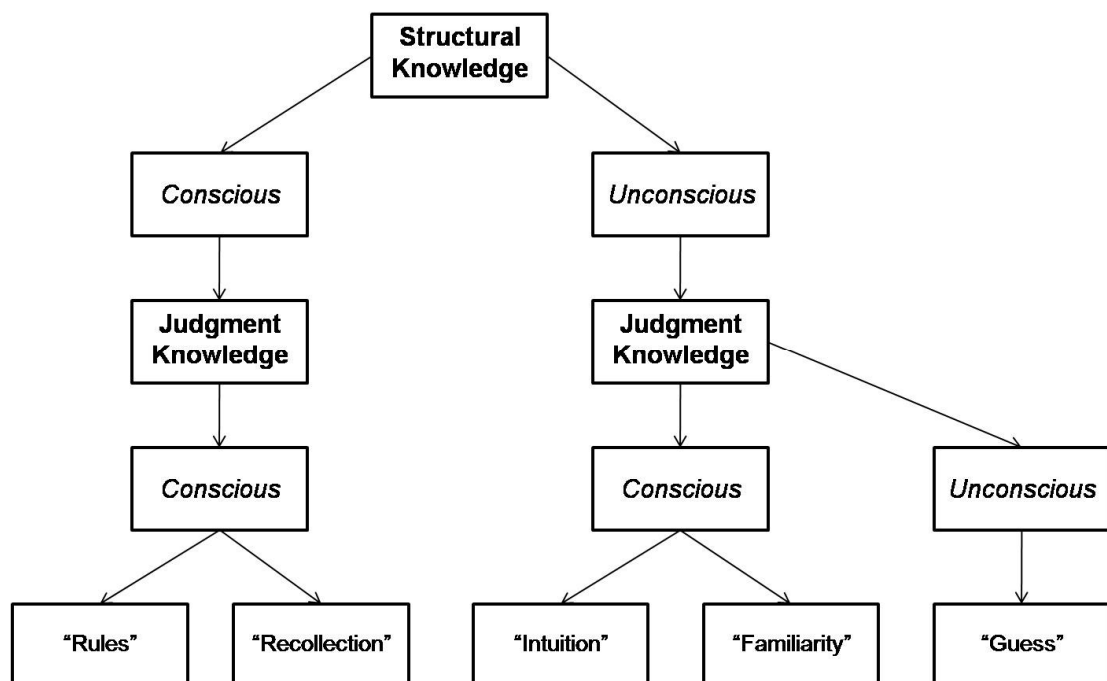 Structural
Knowledge
Conscious
Unconscious
Judgment
Knowledge
Judgment
Knowledge
Conscious
Conscious
Unconscious
“Rules”
“Recollection”
“Intuition”
“Familiarity”
“Guess”